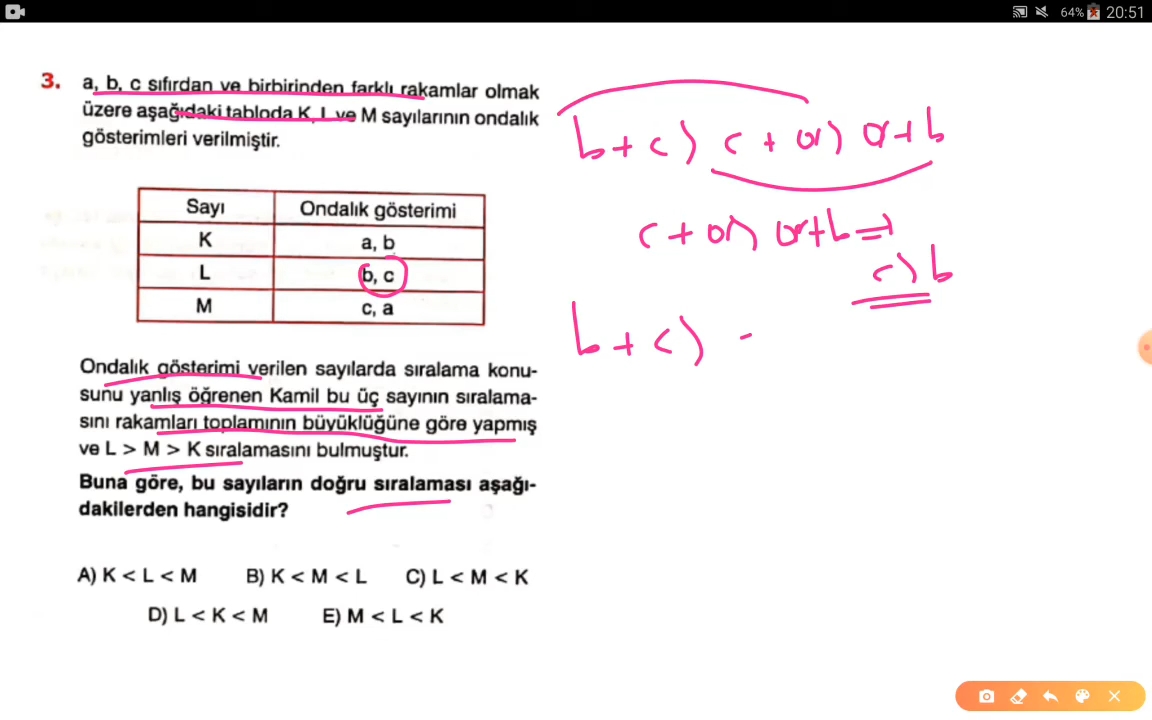 64% 20:51
3. a, b, c sıfırdan ve birbirinden farklı rakamlar olmak
üzere aşağıdaki tabloda K, L ve M sayılarının ondalık
gösterimleri verilmiştir.
Sayı Ondalık gösterimi
K a, b
L b, c
M c, a
Ondalık gösterimi verilen sayılarda sıralama konu-
sunu yanlış öğrenen Kamil bu üç sayının sıralama-
sını rakamları toplamının büyüklüğüne göre yapmış
ve L > M > K sıralamasını bulmuştur.
Buna göre, bu sayıların doğru sıralaması aşağı-
dakilerden hangisidir?
A) K < L < M B) K < M < L C) L < M < K
D) L < K < M E) M < L < K
b+c > c+a > a+b
c+a > a+b ⇒
c > b
b+c > -